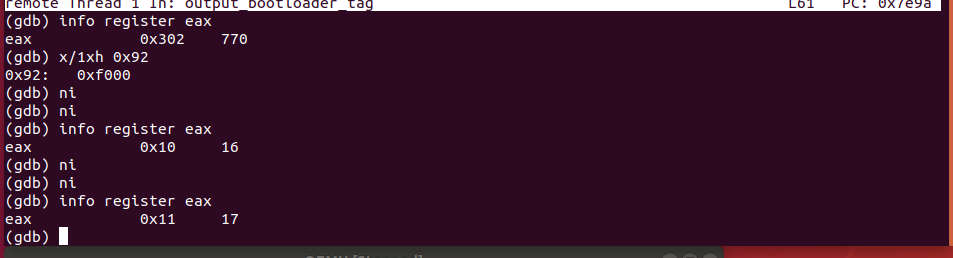 remote Thread 1 In: output_bootloader_tag L61 PC: 0x7e9a
(gdb) info register eax
eax 0x302 770
(gdb) x/1xh 0x92
0x92: 0xf000
(gdb) ni
(gdb) ni
(gdb) info register eax
eax 0x10 16
(gdb) ni
(gdb) ni
(gdb) info register eax
eax 0x11 17
(gdb)